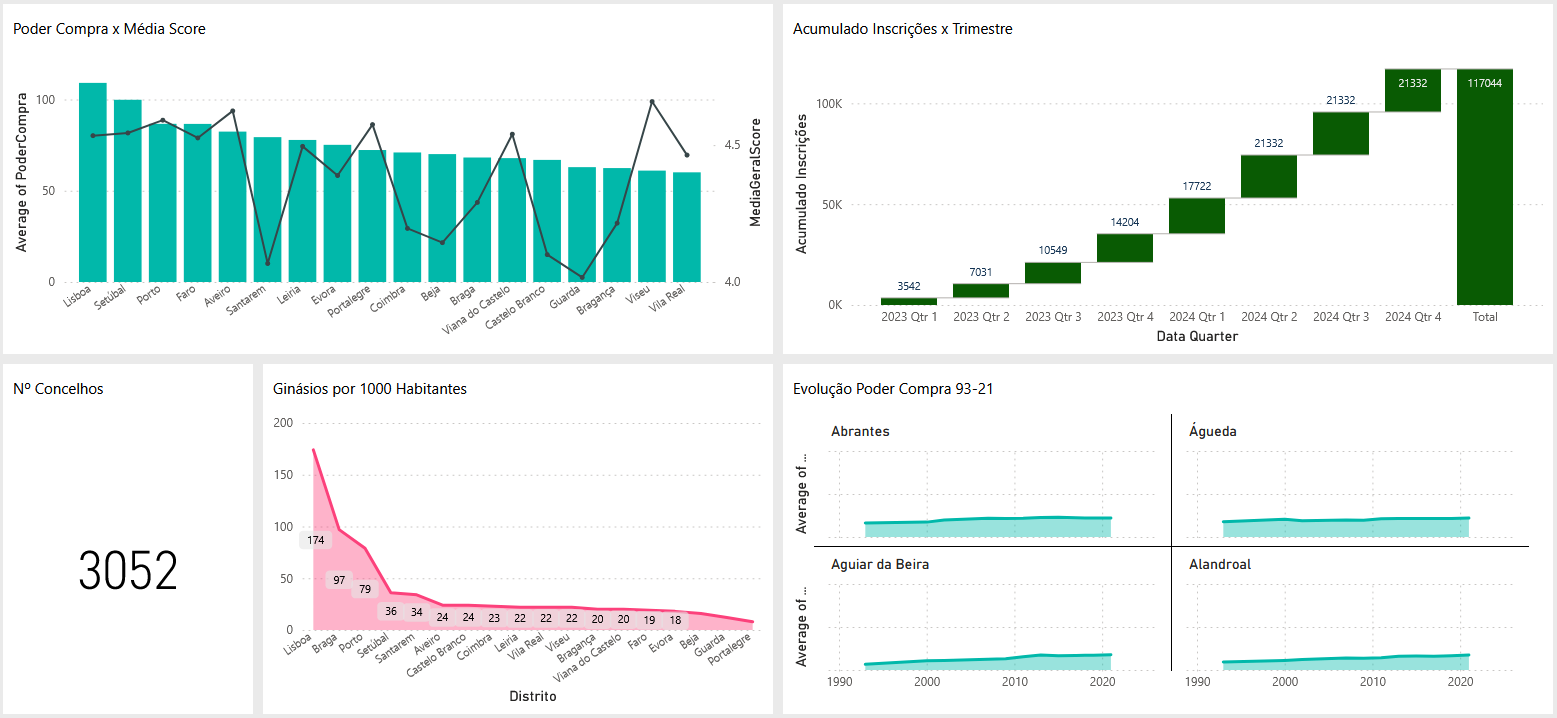 Poder Compra x Média Score
Average of PoderCompra
100
50
0
4.5
4.0
MediaGeralScore
Lisboa
Setúbal
Porto
Faro
Aveiro
Santarem
Leiria
Evora
Portalegre
Coimbra
Beja
Braga
Viana do Castelo
Castelo Branco
Guarda
Bragança
Viseu
Vila Real
Acumulado Inscrições x Trimestre
Acumulado Inscrições
100K
50K
0K
3542
7031
10549
14204
17722
21332
21332
21332
117044
2023 Qtr 1
2023 Qtr 2
2023 Qtr 3
2023 Qtr 4
2024 Qtr 1
2024 Qtr 2
2024 Qtr 3
2024 Qtr 4
Total
Data Quarter
Nº Concelhos
3052
Ginásios por 1000 Habitantes
200
150
100
50
0
174
97
79
36
34
24
24
23
22
22
22
20
20
19
18
Lisboa
Braga
Porto
Setúbal
Santarem
Aveiro
Castelo Branco
Coimbra
Leiria
Vila Real
Viseu
Bragança
Viana do Castelo
Faro
Evora
Beja
Guarda
Portalegre
Distrito
Evolução Poder Compra 93-21
Abrantes
Águeda
Average of ...
Aguiar da Beira
Alandroal
Average of ...
1990
2000
2010
2020
1990
2000
2010
2020